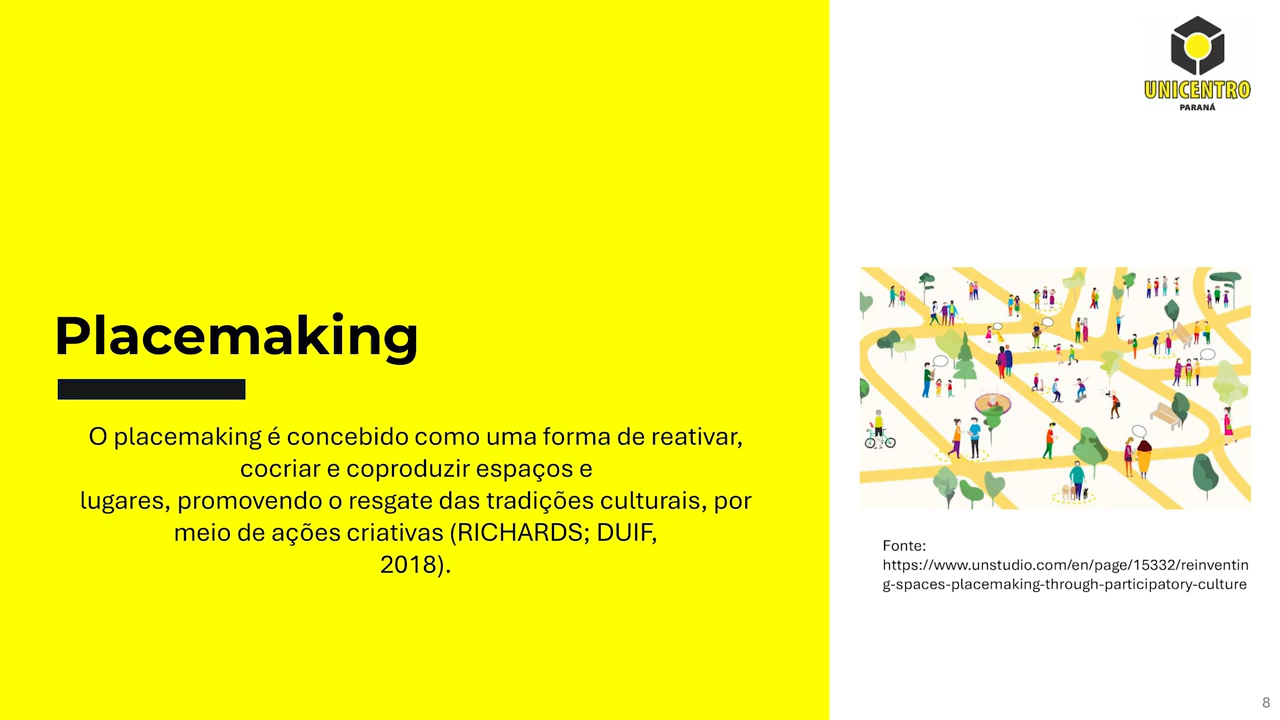 UNICENTRO
PARANÁ
Placemaking
O placemaking é concebido como uma forma de reativar,
cocriar e coproduzir espaços e
lugares, promovendo o resgate das tradições culturais, por
meio de ações criativas (RICHARDS; DUIF,
2018).
Fonte:
https://www.unstudio.com/en/page/15332/reinventin
g-spaces-placemaking-through-participatory-culture
8